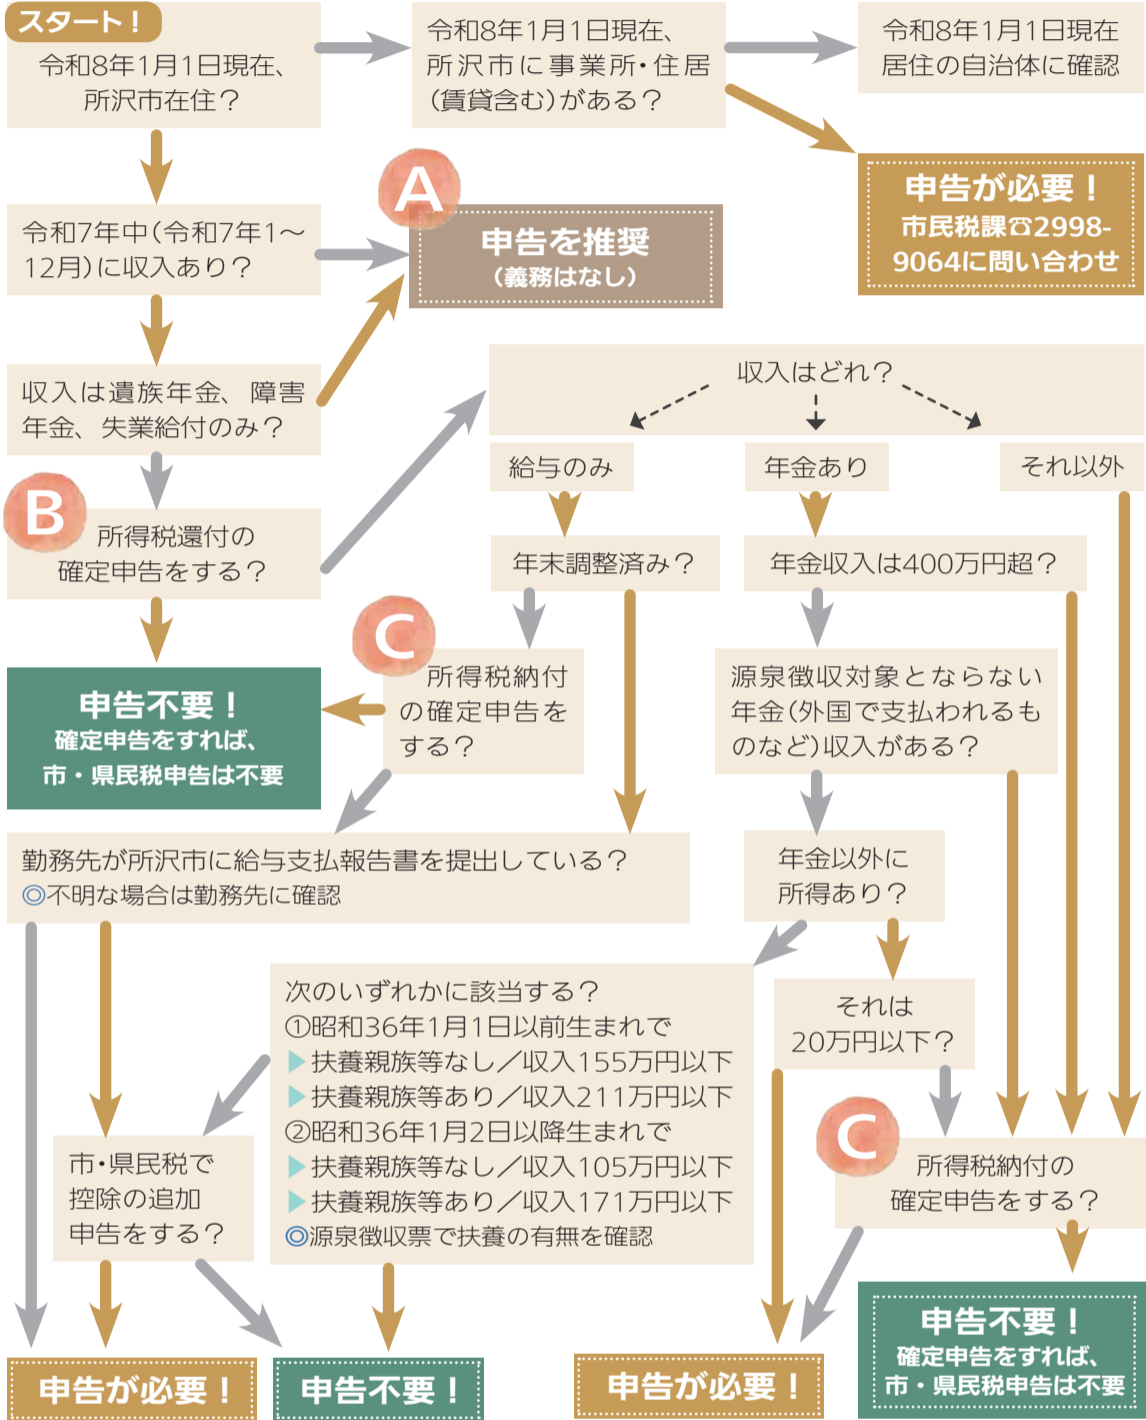 スタート！
令和8年1月1日現在、
所沢市在住？
令和8年1月1日現在、
所沢市に事業所・住居
（賃貸含む）がある？
令和8年1月1日現在
居住の自治体に確認
申告が必要！
市民税課☎2998-
9064に問い合わせ
令和7年中（令和7年1〜
12月）に収入あり？
A
申告を推奨
（義務はなし）
収入は遺族年金、障害
年金、失業給付のみ？
収入はどれ？
給与のみ
年金あり
それ以外
B
所得税還付の
確定申告をする？
年末調整済み？
年金収入は400万円超？
申告不要！
確定申告をすれば、
市・県民税申告は不要
C
所得税納付
の確定申告を
する？
源泉徴収対象とならない
年金（外国で支払われるも
のなど）収入がある？
勤務先が所沢市に給与支払報告書を提出している？
◎不明な場合は勤務先に確認
年金以外に
所得あり？
次のいずれかに該当する？
①昭和36年1月1日以前生まれで
▶扶養親族等なし／収入155万円以下
▶扶養親族等あり／収入211万円以下
②昭和36年1月2日以降生まれで
▶扶養親族等なし／収入105万円以下
▶扶養親族等あり／収入171万円以下
◎源泉徴収票で扶養の有無を確認
それは
20万円以下？
市・県民税で
控除の追加
申告をする？
C
所得税納付の
確定申告をする？
申告が必要！
申告不要！
申告が必要！
申告不要！
確定申告をすれば、
市・県民税申告は不要